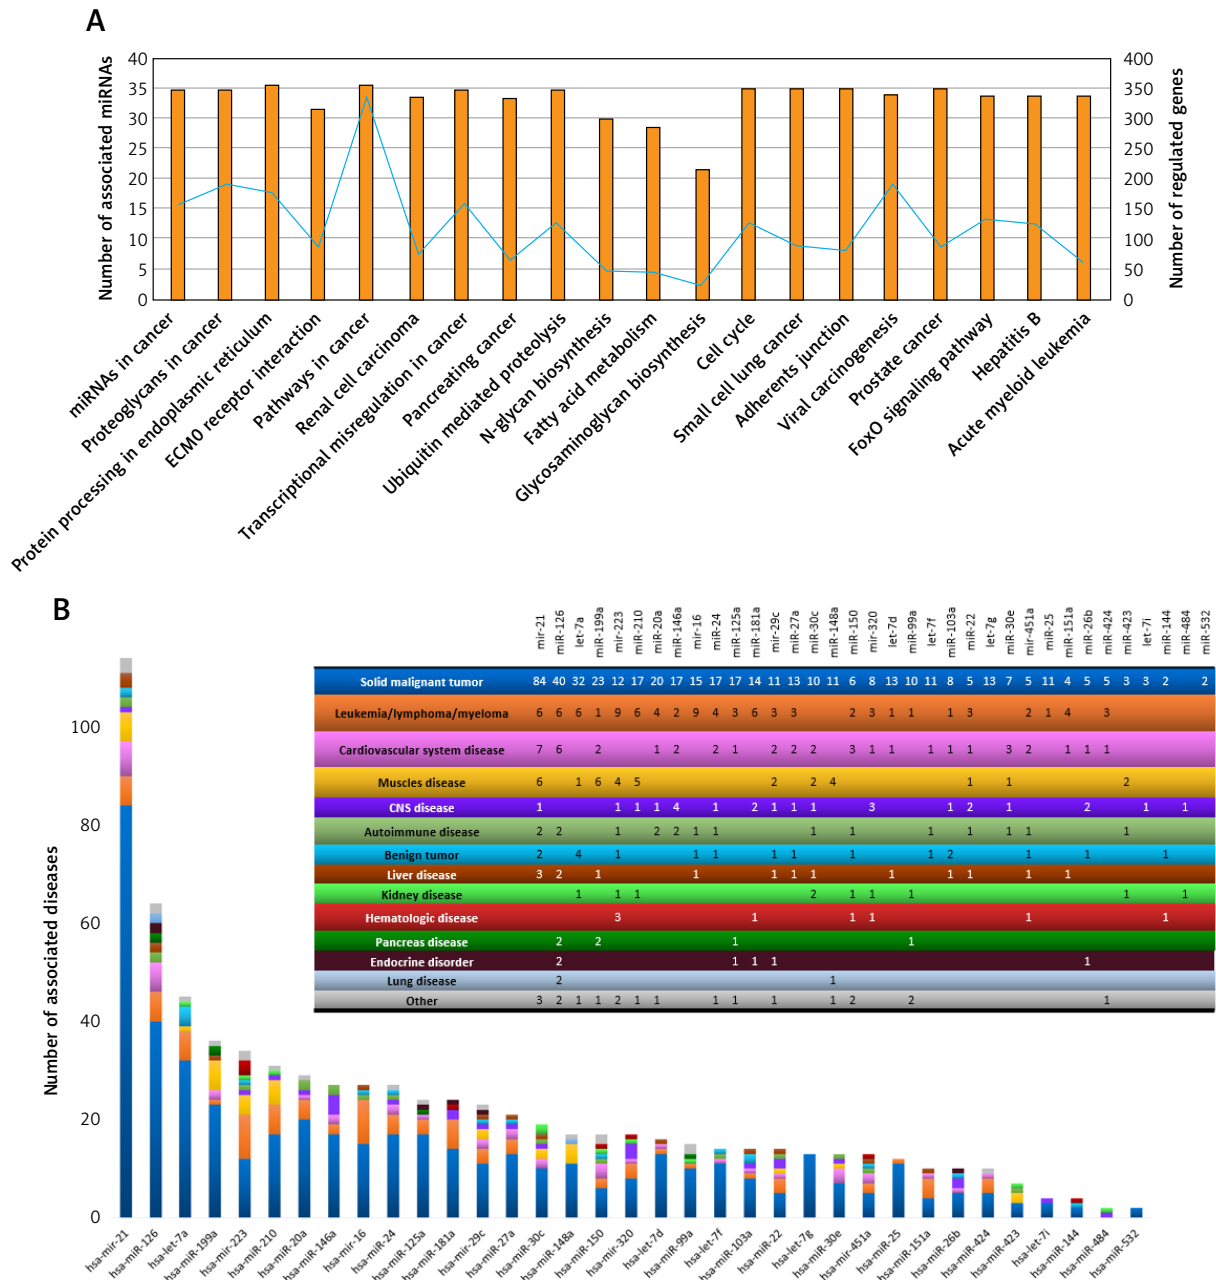 A
Number of associated miRNAs
40
35
30
25
20
15
10
5
0
400
350
300
250
200
150
100
50
0
Number of regulated genes
miRNAs in cancer
Proteoglycans in cancer
Protein processing in endoplasmic reticulum
ECM0 receptor interaction
Pathways in cancer
Renal cell carcinoma
Transcriptional misregulation in cancer
Pancreating cancer
Ubiquitin mediated proteolysis
N-glycan biosynthesis
Fatty acid metabolism
Glycosaminoglycan biosynthesis
Cell cycle
Small cell lung cancer
Adherents junction
Viral carcinogenesis
Prostate cancer
FoxO signaling pathway
Hepatitis B
Acute myeloid leukemia
B
mir-21 miR-126 let-7a miR-199a mir-223 miR-210 miR-20a miR-146a mir-16 miR-24 miR-125a miR-181a mir-29c miR-27a miR-30c miR-148a miR-150 mir-320 let-7d miR-99a let-7f miR-103a miR-22 let-7g miR-30e mir-451a miR-25 miR-151a miR-26b miR-424 miR-423 let-7i miR-144 miR-484 miR-532
Solid malignant tumor 84 40 32 23 12 17 20 17 15 17 17 14 11 13 10 11 6 8 13 10 11 8 5 13 7 5 11 4 5 5 3 3 2 2
Leukemia/lymphoma/myeloma 6 6 6 1 9 6 4 2 9 4 3 6 3 3 2 3 1 1 1 3 2 1 4 3
Cardiovascular system disease 7 6 2 1 2 2 1 2 2 2 3 1 1 1 1 1 3 2 1 1 1
Muscles disease 6 1 6 4 5 2 2 4 1 1 2
CNS disease 1 1 1 1 4 1 2 1 1 1 3 1 2 1 2 1 1
Autoimmune disease 2 2 1 2 2 1 1 1 1 1 1 1 1 1
Benign tumor 2 4 1 1 1 1 1 1 1 2 1 1 1
Liver disease 3 2 1 1 1 1 1 1 1 1 1 1
Kidney disease 1 1 1 2 1 1 1 1 1
Hematologic disease 3 1 1 1 1 1
Pancreas disease 2 2 1 1
Endocrine disorder 2 1 1 1 1
Lung disease 2 1
Other 3 2 1 1 2 1 1 1 1 1 1 2 2 1
Number of associated diseases
100
80
60
40
20
0
hsa-mir-21
hsa-miR-126
hsa-let-7a
hsa-miR-199a
hsa-mir-223
hsa-miR-210
hsa-miR-20a
hsa-miR-146a
hsa-mir-16
hsa-miR-24
hsa-miR-125a
hsa-miR-181a
hsa-mir-29c
hsa-miR-27a
hsa-miR-30c
hsa-miR-148a
hsa-miR-150
hsa-mir-320
hsa-let-7d
hsa-miR-99a
hsa-let-7f
hsa-miR-103a
hsa-miR-22
hsa-let-7g
hsa-miR-30e
hsa-mir-451a
hsa-miR-25
hsa-miR-151a
hsa-miR-26b
hsa-miR-424
hsa-miR-423
hsa-let-7i
hsa-miR-144
hsa-miR-484
hsa-miR-532